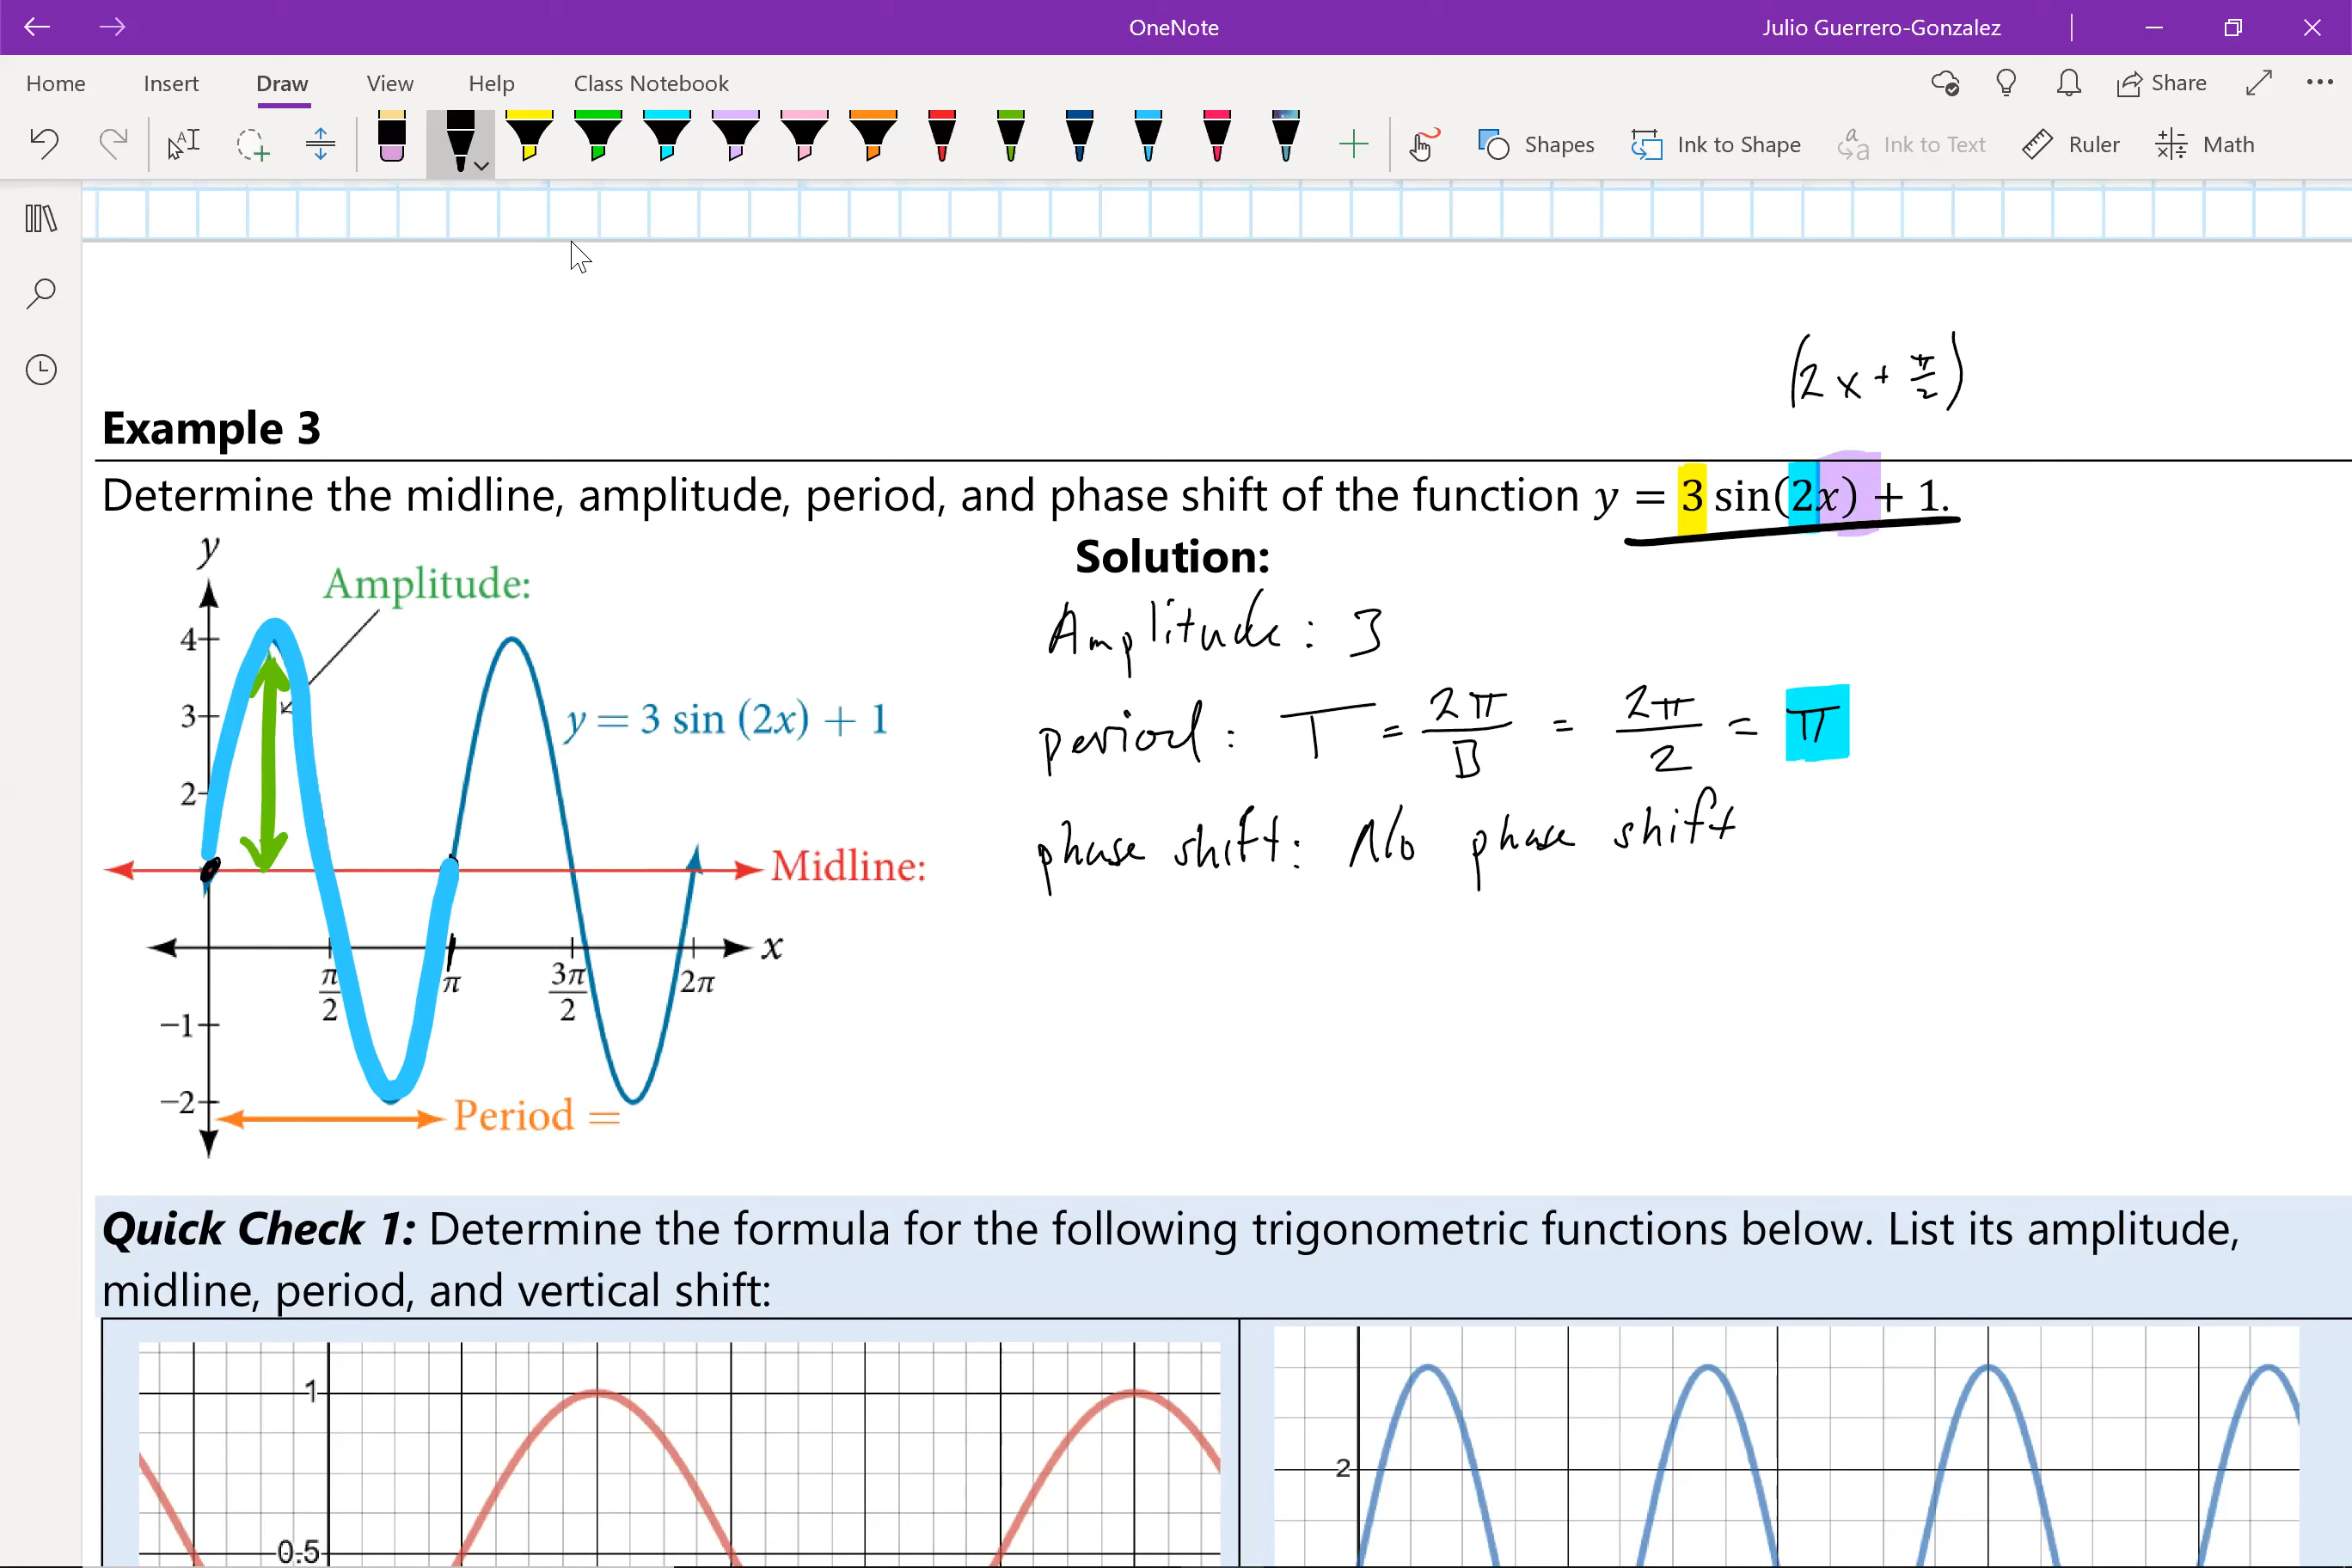 OneNote
Julio Guerrero-Gonzalez
Home Insert Draw View Help Class Notebook Share
Shapes Ink to Shape Ink to Text Ruler Math
(2x + π/2)
Example 3
Determine the midline, amplitude, period, and phase shift of the function y = 3 sin(2x) + 1.
Solution:
y
Amplitude:
4
3
2
-1
-2
y = 3 sin (2x) + 1
Midline:
x
π/2 π 3π/2 2π
Period =
Amplitude: 3
period: T = 2π/B = 2π/2 = π
phase shift: No phase shift
Quick Check 1: Determine the formula for the following trigonometric functions below. List its amplitude,
midline, period, and vertical shift:
1
0.5
2